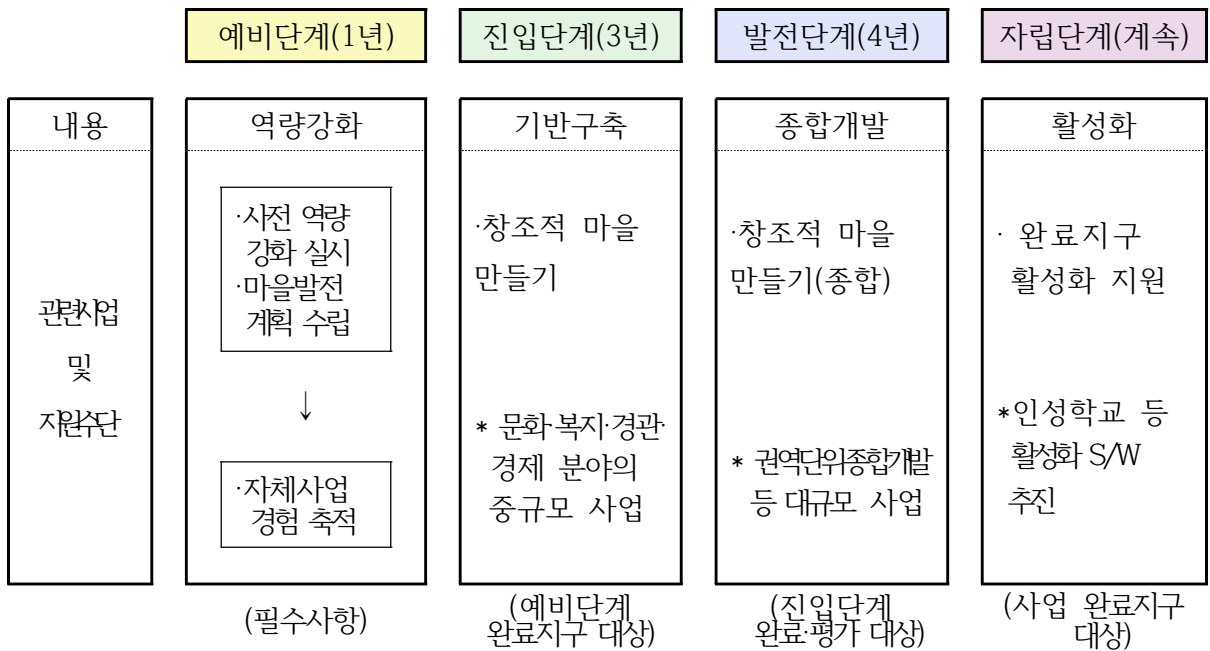 예비단계(1년)
진입단계(3년)
발전단계(4년)
자립단계(계속)
내용
관련사업
및
지원수단
역량강화
·사전 역량
강화 실시
·마을발전
계획 수립
↓
·자체사업
경험 축적
(필수사항)
기반구축
·창조적 마을
만들기
* 문화·복지·경관·
경제 분야의
중규모 사업
(예비단계
완료지구 대상)
종합개발
·창조적 마을
만들기(종합)
* 권역단위종합개발
등 대규모 사업
(진입단계
완료·평가 대상)
활성화
· 완료지구
활성화 지원
*인성학교 등
활성화 S/W
추진
(사업 완료지구
대상)